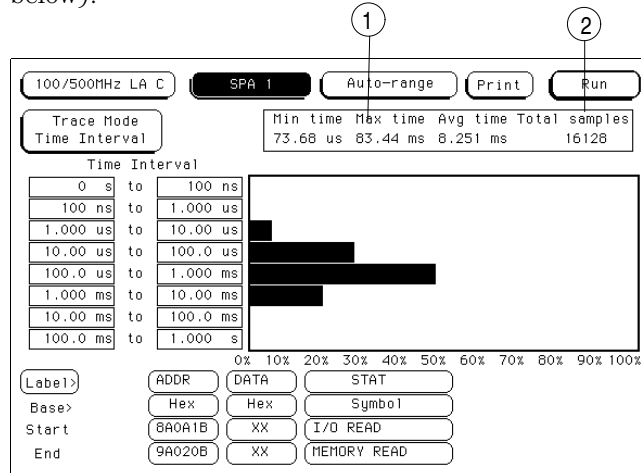 below).
1
2
100/500MHz LA C SPA 1 Auto-range Print Run
Trace Mode
Time Interval
Min time Max time Avg time Total samples
73.68 us 83.44 ms 8.251 ms 16128
Time Interval
0 s to 100 ns
100 ns to 1.000 us
1.000 us to 10.00 us
10.00 us to 100.0 us
100.0 us to 1.000 ms
1.000 ms to 10.00 ms
10.00 ms to 100.0 ms
100.0 ms to 1.000 s
0% 10% 20% 30% 40% 50% 60% 70% 80% 90% 100%
Label> ADDR DATA STAT
Base> Hex Hex Symbol
Start 8A0A1B XX I/O READ
End 9A020B XX MEMORY READ